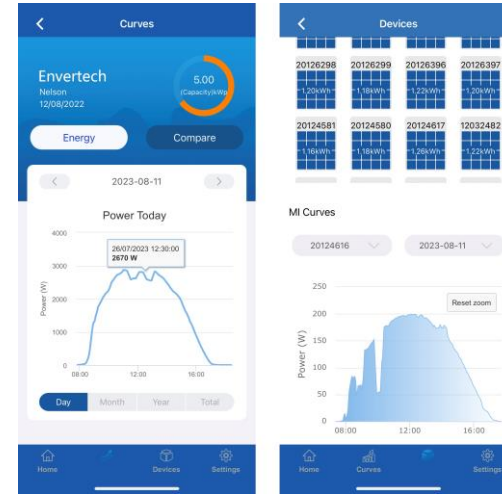 Curves
Envertech
Nelson
12/08/2022
5.00
(Capacity)kWp
Energy
Compare
2023-08-11
Power Today
4000
26/07/2023 12:30:00
2670 W
3000
2000
1000
0
Power (W)
08:00 12:00 16:00
Day Month Year Total
Home Devices Settings
Devices
20126298 20126299 20126396 20126397
1.20kWh 1.18kWh 1.22kWh 1.20kWh
20124581 20124580 20124617 12032482
1.16kWh 1.18kWh 1.26kWh 1.22kWh
MI Curves
20124616 2023-08-11
250
Reset zoom
200
150
100
50
0
Power (W)
08:00 12:00 16:00
Home Curves Settings